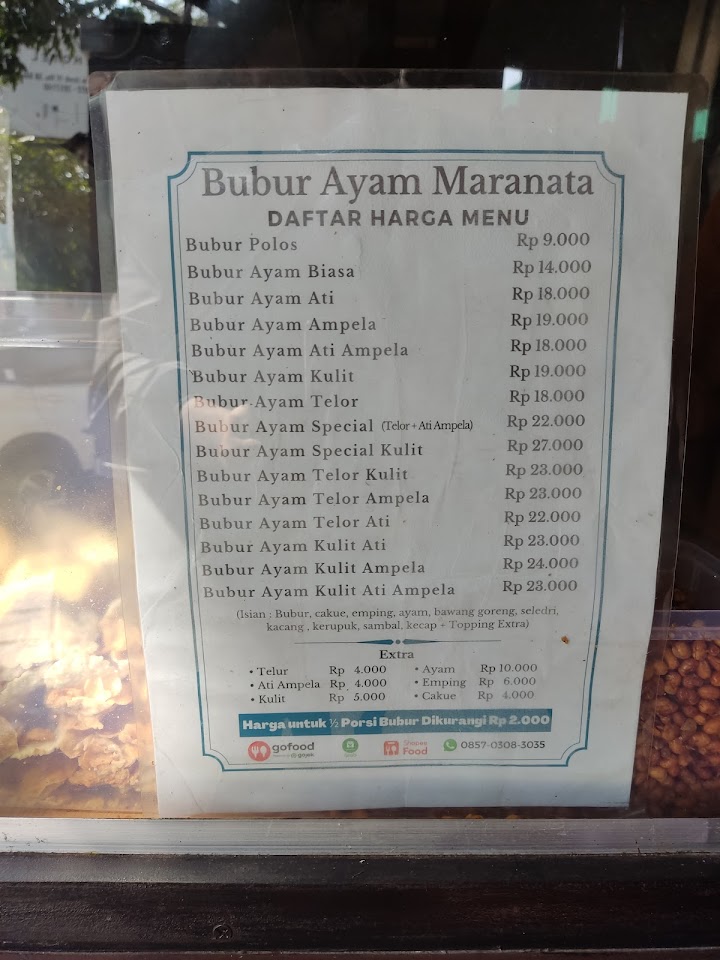 Bubur Ayam Maranata
DAFTAR HARGA MENU
Bubur Polos Rp 9.000
Bubur Ayam Biasa Rp 14.000
Bubur Ayam Ati Rp 18.000
Bubur Ayam Ampela Rp 19.000
Bubur Ayam Ati Ampela Rp 18.000
Bubur Ayam Kulit Rp 19.000
Bubur Ayam Telor Rp 18.000
Bubur Ayam Special (Telor + Ati Ampela) Rp 22.000
Bubur Ayam Special Kulit Rp 27.000
Bubur Ayam Telor Kulit Rp 23.000
Bubur Ayam Telor Ampela Rp 23.000
Bubur Ayam Telor Ati Rp 22.000
Bubur Ayam Kulit Ati Rp 23.000
Bubur Ayam Kulit Ampela Rp 24.000
Bubur Ayam Kulit Ati Ampela Rp 23.000
(Isian : Bubur, cakue, emping, ayam, bawang goreng, seledri,
kacang , kerupuk, sambal, kecap + Topping Extra)
Extra
• Telur Rp 4.000 • Ayam Rp 10.000
• Ati Ampela Rp 4.000 • Emping Rp 6.000
• Kulit Rp 5.000 • Cakue Rp 4.000
Harga untuk ½ Porsi Bubur Dikurangi Rp 2.000
gofood Shopee Food 0857-0308-3035
gojek